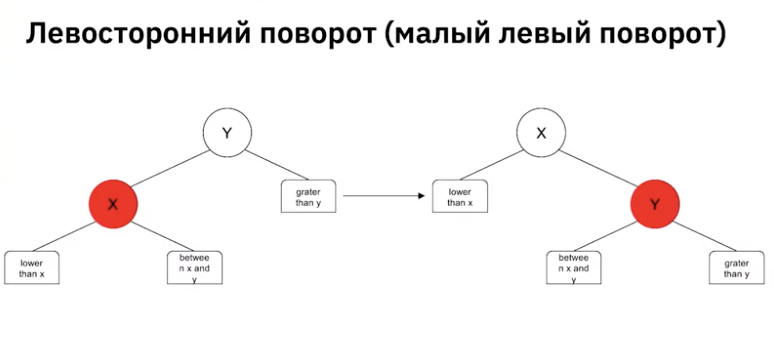 Левосторонний поворот (малый левый поворот)
Y
X
grater
than y
lower
than x
betwee
n x and
y
X
lower
than x
Y
betwee
n x and
y
grater
than y